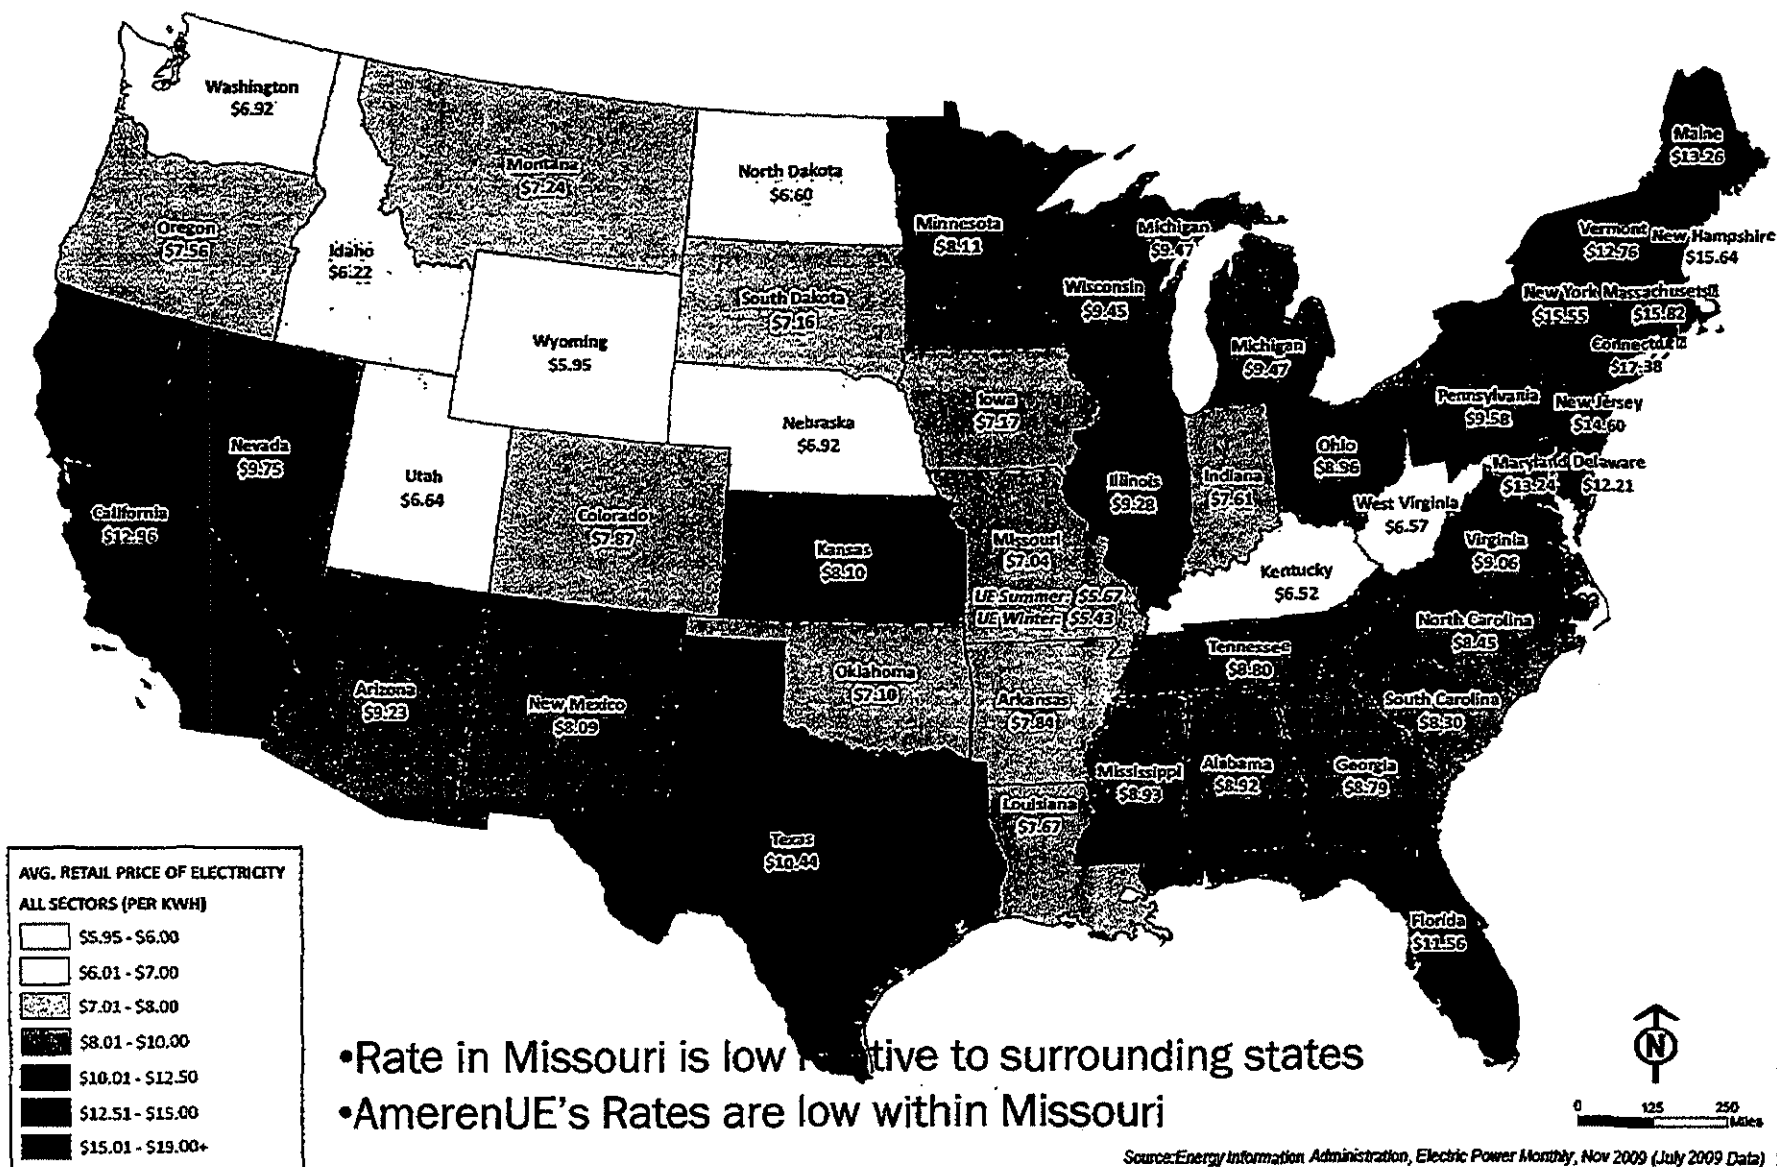 Washington
$6.92
Montana
$7.24
North Dakota
$6.60
Minnesota
$8.11
Michigan
$9.47
Maine
$13.26
Vermont
$12.76
New Hampshire
$15.64
Oregon
$7.56
Idaho
$6.22
South Dakota
$7.16
Wisconsin
$9.45
New York
$15.55
Massachusett
$15.82
Wyoming
$5.95
Michigan
$9.47
$17.38
Iowa
$7.17
Pennsylvania
$9.58
New Jersey
$14.60
Nebraska
$6.92
Nevada
$9.75
Utah
$6.64
Ohio
$8.96
Illinois
$9.28
Indiana
$7.61
Maryland
$13.24
Delaware
$12.21
West Virginia
$6.57
California
$12.96
Colorado
$7.87
Kansas
$8.10
Missouri
$7.04
UE Summer: $5.67
UE Winter: $5.43
Virginia
$9.06
Kentucky
$6.52
North Carolina
$8.45
Tennessee
$8.80
Arizona
$9.23
New Mexico
$8.09
Oklahoma
$7.10
Arkansas
$7.84
South Carolina
$8.30
Mississippi
$8.93
Alabama
$8.92
Georgia
$8.79
Louisiana
$7.67
Texas
$10.44
Florida
$11.56
AVG. RETAIL PRICE OF ELECTRICITY
ALL SECTORS (PER KWH)
$5.95 - $6.00
$6.01 - $7.00
$7.01 - $8.00
$8.01 - $10.00
$10.01 - $12.50
$12.51 - $15.00
$15.01 - $19.00+
•Rate in Missouri is low relative to surrounding states
•AmerenUE's Rates are low within Missouri
N
0 125 250
Miles
Source:Energy Information Administration, Electric Power Monthly, Nov 2009 (July 2009 Data)